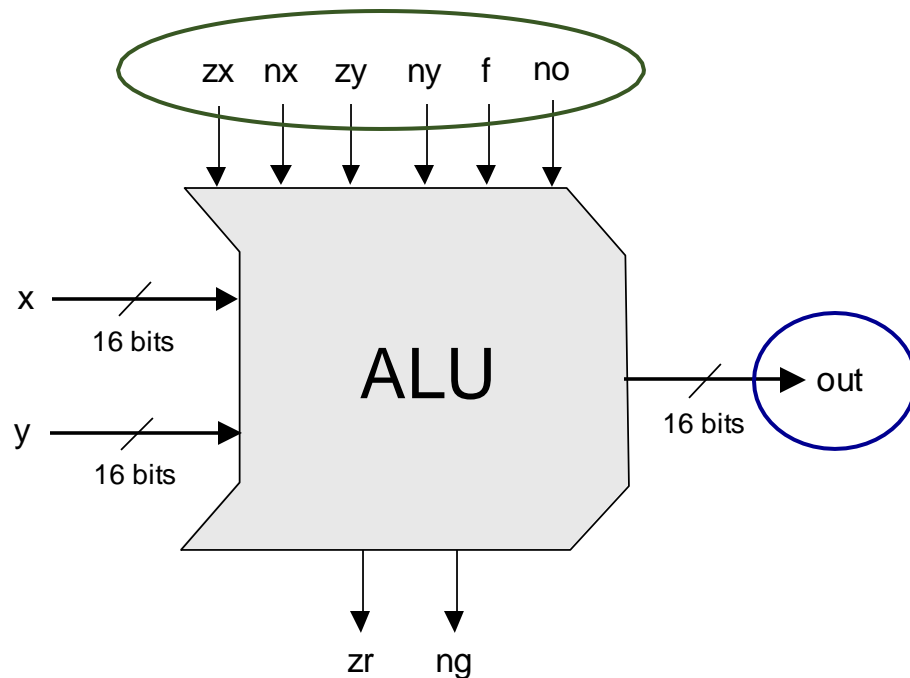 zx nx zy ny f no
x
16 bits
ALU
out
16 bits
y
16 bits
zr ng